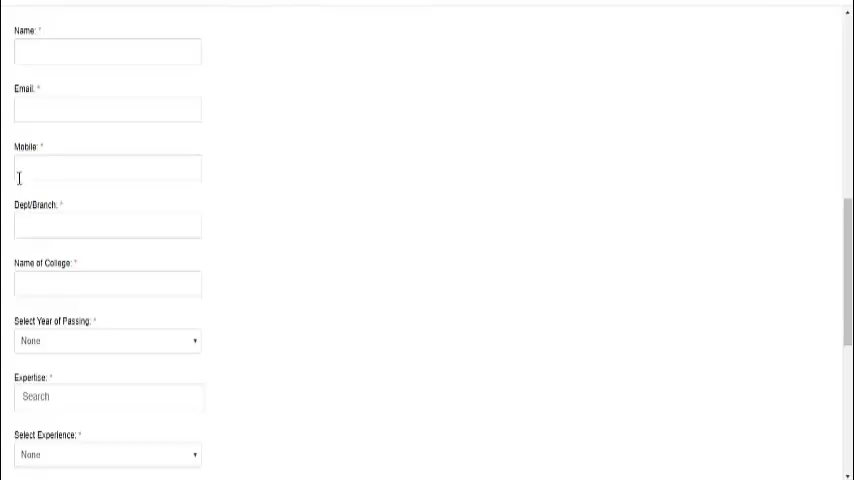 Name: *
Email: *
Mobile: *
Dept/Branch: *
Name of College: *
Select Year of Passing: *
None
Expertise: *
Search
Select Experience: *
None